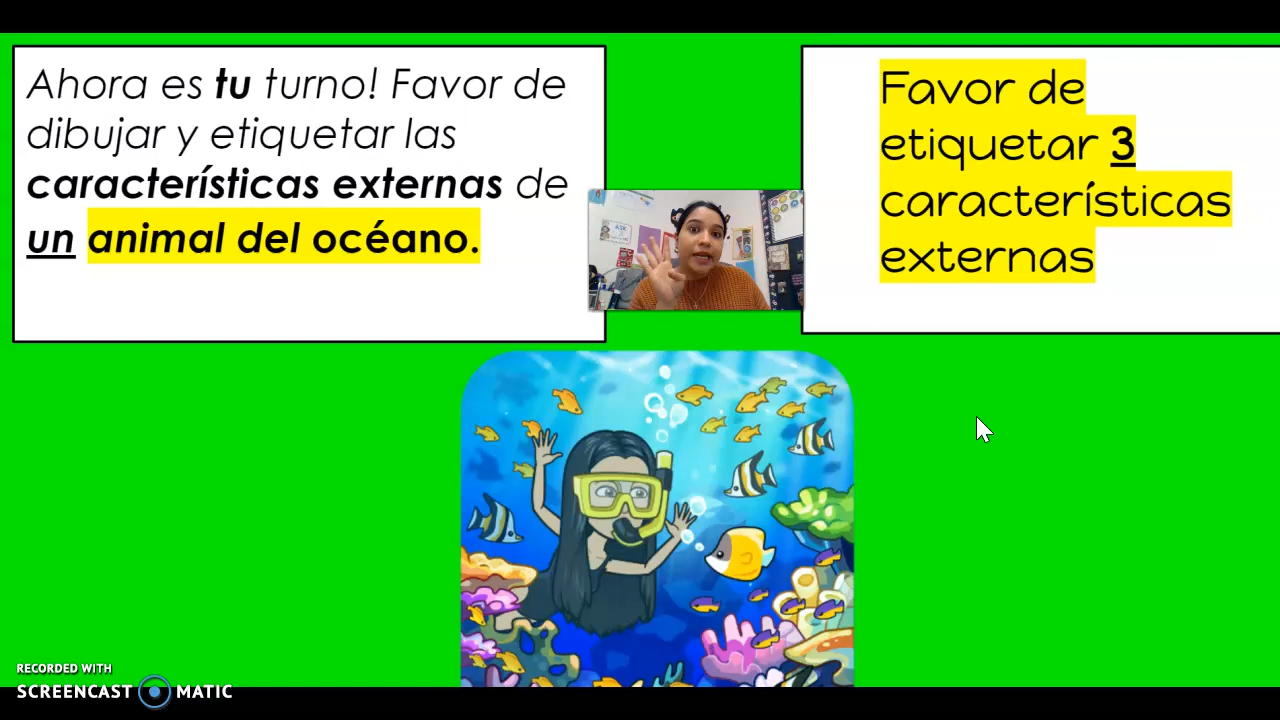 Ahora es tu turno! Favor de
dibujar y etiquetar las
características externas de
un animal del océano.
Favor de
etiquetar 3
características
externas
ASK
RECORDED WITH
SCREENCAST MATIC